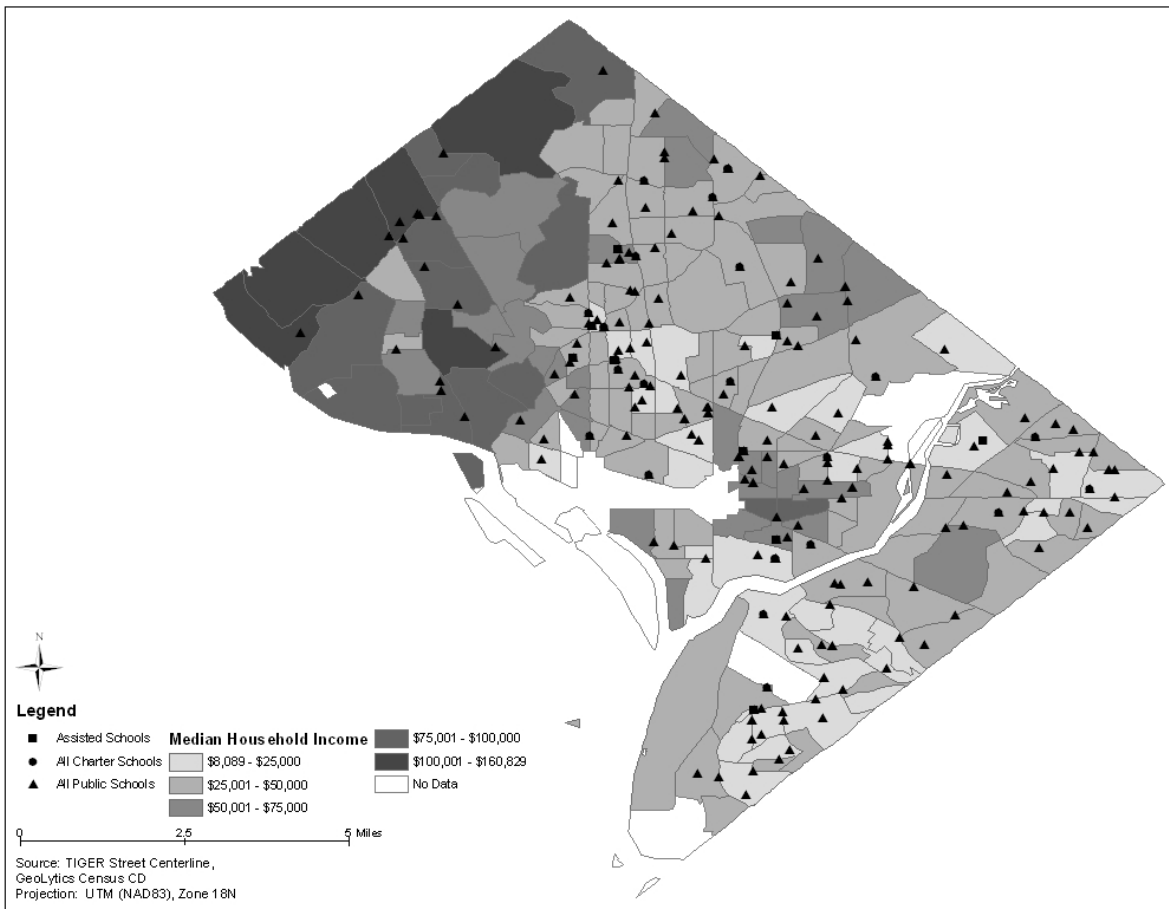 N
Legend
Assisted Schools
All Charter Schools
All Public Schools
Median Household Income
$8,089 - $25,000
$25,001 - $50,000
$50,001 - $75,000
$75,001 - $100,000
$100,001 - $160,829
No Data
0 2.5 5 Miles
Source: TIGER Street Centerline,
GeoLytics Census CD
Projection: UTM (NAD83), Zone 18N